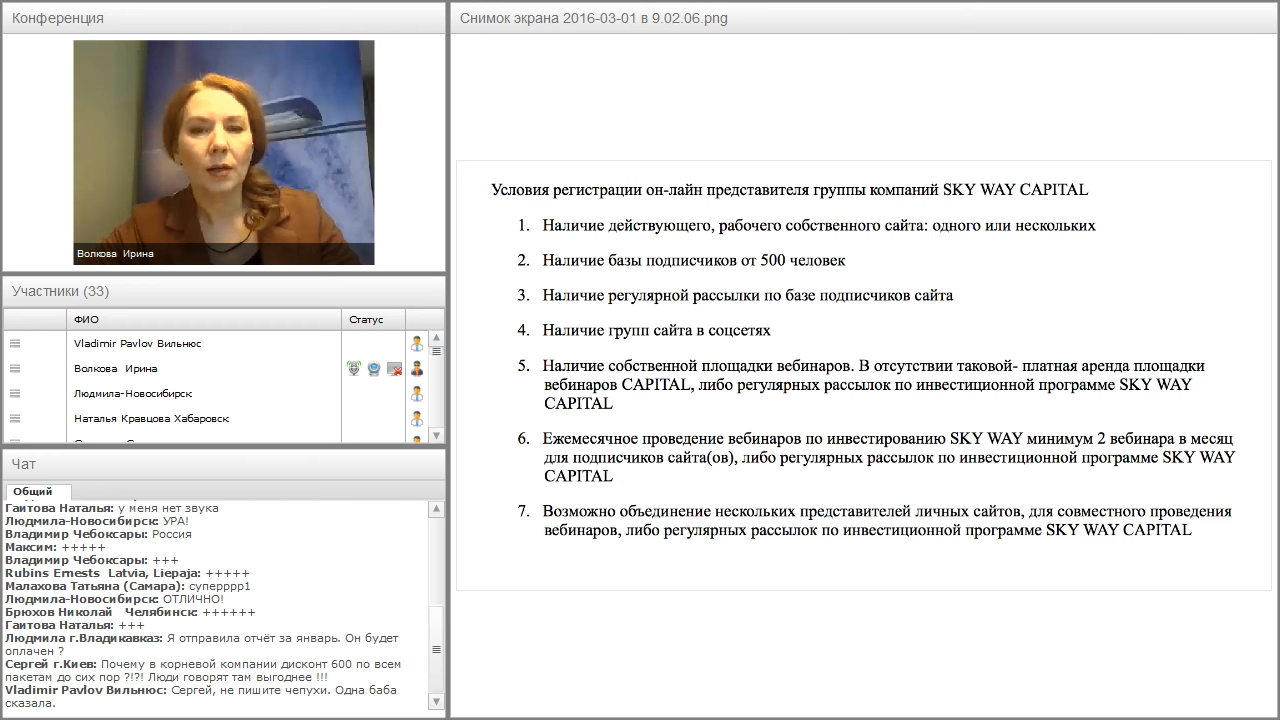 Конференция
Волкова Ирина
Участники (33)
ФИО Статус
Vladimir Pavlov Вильнюс
Волкова Ирина
Людмила-Новосибирск
Наталья Кравцова Хабаровск
Чат
Общий
Гаитова Наталья: у меня нет звука
Людмила-Новосибирск: УРА!
Владимир Чебоксары: Россия
Максим: +++++
Владимир Чебоксары: +++
Rubins Ernests Latvia, Liepaja: +++++
Малахова Татьяна (Самара): суперррр1
Людмила-Новосибирск: ОТЛИЧНО!
Брюхов Николай Челябинск: ++++++
Гаитова Наталья: +++
Людмила г.Владикавказ: Я отправила отчёт за январь. Он будет
оплачен ?
Сергей г.Киев: Почему в корневой компании дисконт 600 по всем
пакетам до сих пор ?!?! Люди говорят там выгоднее !!!
Vladimir Pavlov Вильнюс: Сергей, не пишите чепухи. Одна баба
сказала.
Снимок экрана 2016-03-01 в 9.02.06.png
Условия регистрации он-лайн представителя группы компаний SKY WAY CAPITAL
1. Наличие действующего, рабочего собственного сайта: одного или нескольких
2. Наличие базы подписчиков от 500 человек
3. Наличие регулярной рассылки по базе подписчиков сайта
4. Наличие групп сайта в соцсетях
5. Наличие собственной площадки вебинаров. В отсутствии таковой- платная аренда площадки
вебинаров CAPITAL, либо регулярных рассылок по инвестиционной программе SKY WAY
CAPITAL
6. Ежемесячное проведение вебинаров по инвестированию SKY WAY минимум 2 вебинара в месяц
для подписчиков сайта(ов), либо регулярных рассылок по инвестиционной программе SKY WAY
CAPITAL
7. Возможно объединение нескольких представителей личных сайтов, для совместного проведения
вебинаров, либо регулярных рассылок по инвестиционной программе SKY WAY CAPITAL